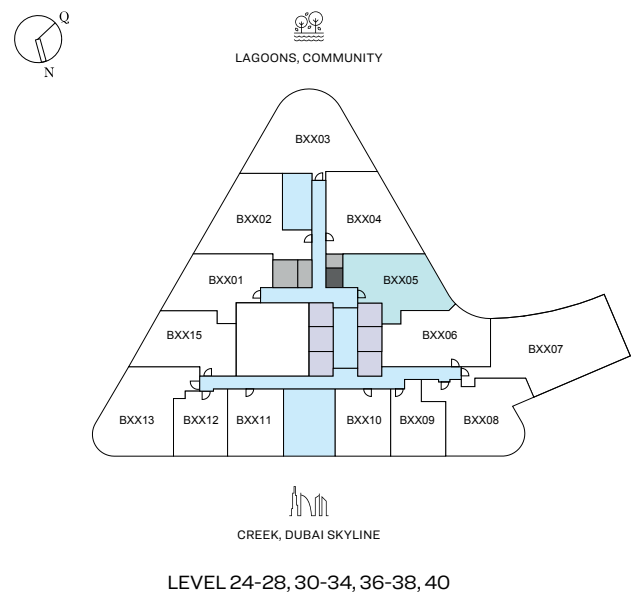 Q
N
LAGOONS, COMMUNITY
BXX03
BXX02 BXX04
BXX01 BXX05
BXX15 BXX06 BXX07
BXX13 BXX12 BXX11 BXX10 BXX09 BXX08
CREEK, DUBAI SKYLINE
LEVEL 24-28, 30-34, 36-38, 40